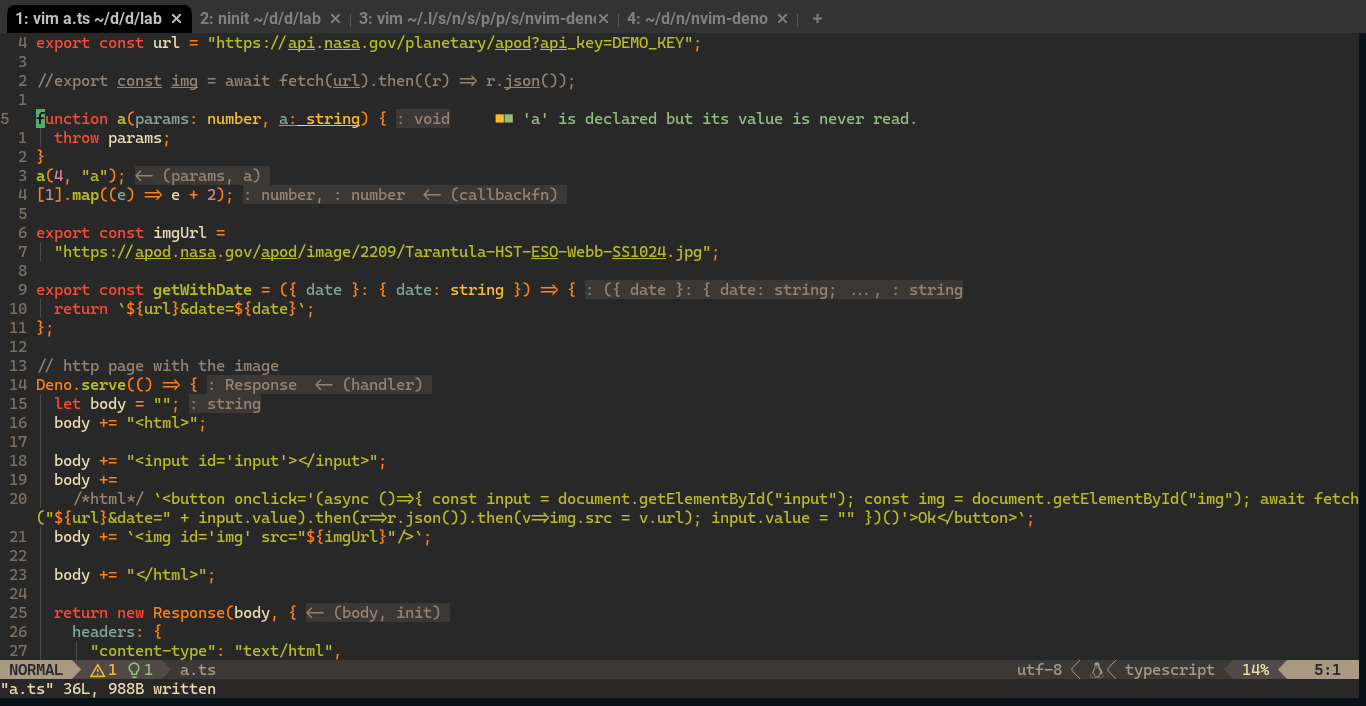 1: vim a.ts ~/d/d/lab ✕ 2: ninit ~/d/d/lab ✕ 3: vim ~/.l/s/n/s/p/p/s/nvim-den ✕ 4: ~/d/n/nvim-deno ✕ +
4 export const url = "https://api.nasa.gov/planetary/apod?api_key=DEMO_KEY";
3
2 //export const img = await fetch(url).then((r) => r.json());
1
5 function a(params: number, a: string) { : void 'a' is declared but its value is never read.
1 throw params;
2 }
3 a(4, "a"); <- (params, a)
4 [1].map((e) => e + 2); : number, : number <- (callbackfn)
5
6 export const imgUrl =
7 "https://apod.nasa.gov/apod/image/2209/Tarantula-HST-ESO-Webb-SS1024.jpg";
8
9 export const getWithDate = ({ date }: { date: string }) => { : ({ date }: { date: string; ..., : string
10 return `${url}&date=${date}`;
11 };
12
13 // http page with the image
14 Deno.serve(() => { : Response <- (handler)
15 let body = ""; : string
16 body += "<html>";
17
18 body += "<input id='input'></input>";
19 body +=
20 /*html*/ `<button onclick='(async ()=>{ const input = document.getElementById("input"); const img = document.getElementById("img"); await fetch
("${url}&date=" + input.value).then(r=>r.json()).then(v=>img.src = v.url); input.value = "" })()'>Ok</button>`;
21 body += `<img id='img' src="${imgUrl}"/>`;
22
23 body += "</html>";
24
25 return new Response(body, { <- (body, init)
26 headers: {
27 "content-type": "text/html",
NORMAL 1 1 a.ts utf-8 typescript 14% 5:1
"a.ts" 36L, 988B written